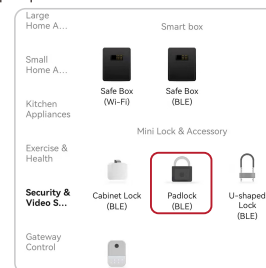 Large
Home A...
Smart box
Small
Home A...
Safe Box
(Wi-Fi)
Safe Box
(BLE)
Kitchen
Appliances
Mini Lock & Accessory
Exercise &
Health
Security &
Video S...
Cabinet Lock
(BLE)
Padlock
(BLE)
U-shaped
Lock
(BLE)
Gateway
Control